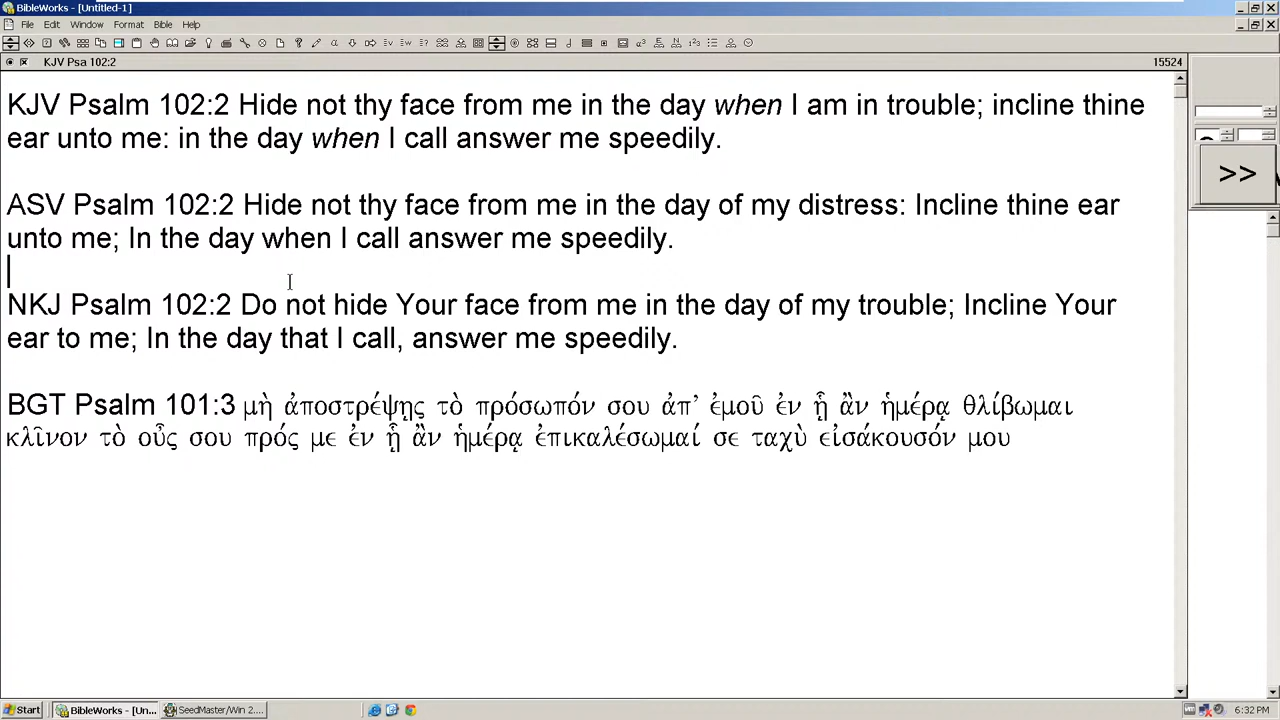 BibleWorks - [Untitled-1]
File Edit Window Format Bible Help
KJV Psa 102:2 15524
KJV Psalm 102:2 Hide not thy face from me in the day when I am in trouble; incline thine
ear unto me: in the day when I call answer me speedily.
ASV Psalm 102:2 Hide not thy face from me in the day of my distress: Incline thine ear
unto me; In the day when I call answer me speedily.
NKJ Psalm 102:2 Do not hide Your face from me in the day of my trouble; Incline Your
ear to me; In the day that I call, answer me speedily.
BGT Psalm 101:3 μὴ ἀποστρέψῃς τὸ πρόσωπόν σου ἀπ’ ἐμοῦ ἐν ᾗ ἂν ἡμέρᾳ θλίβωμαι
κλῖνον τὸ οὖς σου πρός με ἐν ᾗ ἂν ἡμέρᾳ ἐπικαλέσωμαί σε ταχὺ εἰσάκουσόν μου
>>
Start BibleWorks - [Un... SeedMaster/Win 2.... 6:32 PM